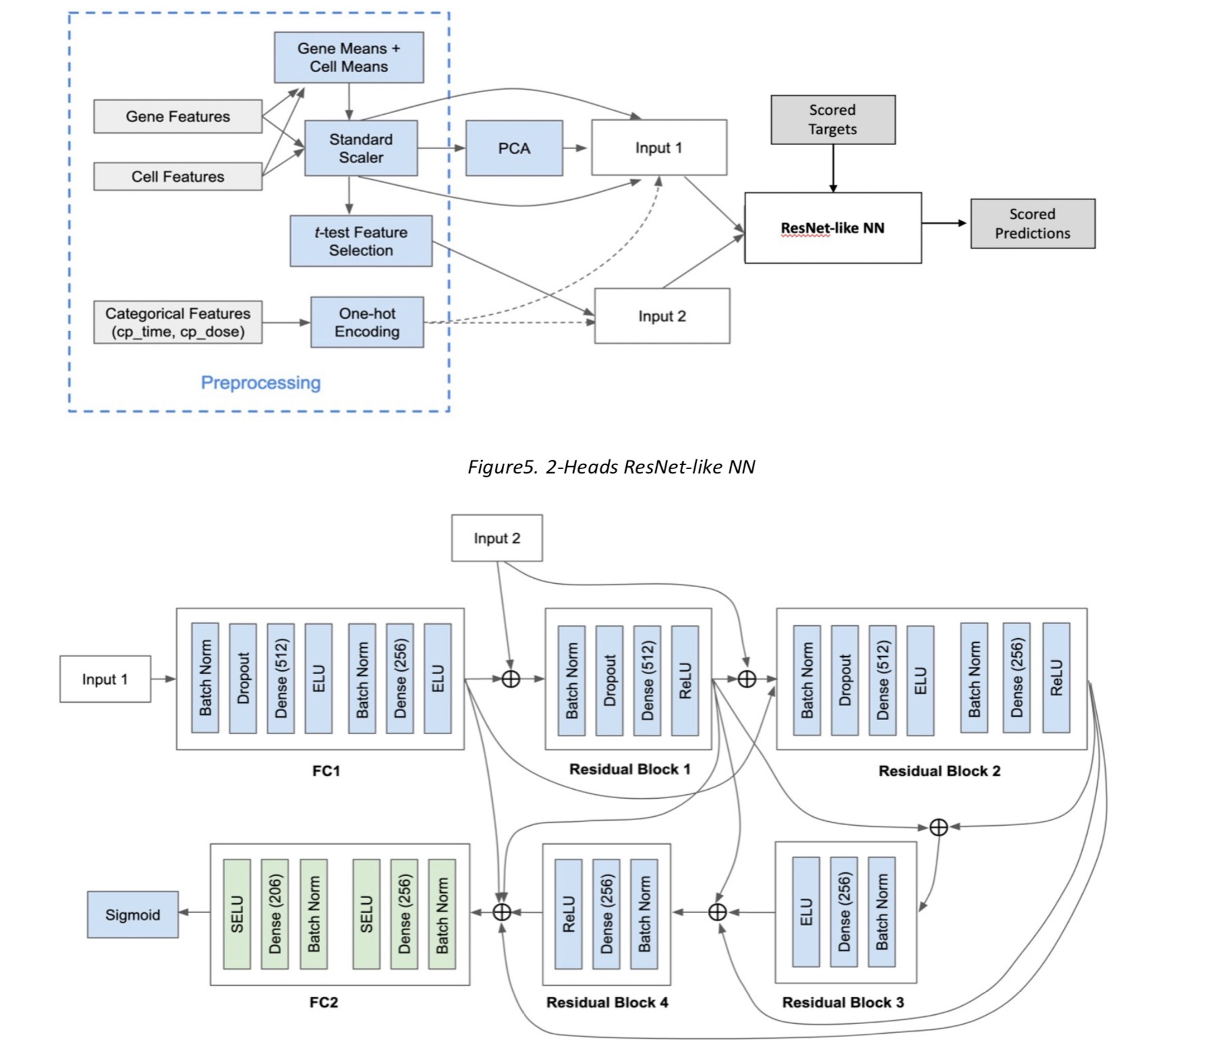 Gene Means +
Cell Means
Gene Features
Cell Features
Standard
Scaler
PCA
Input 1
Scored
Targets
ResNet-like NN
Scored
Predictions
t-test Feature
Selection
Categorical Features
(cp_time, cp_dose)
One-hot
Encoding
Input 2
Preprocessing
Figure5. 2-Heads ResNet-like NN
Input 2
Input 1
Batch Norm
Dropout
Dense (512)
ELU
Batch Norm
Dense (256)
ELU
FC1
Batch Norm
Dropout
Dense (512)
ReLU
Residual Block 1
Batch Norm
Dropout
Dense (512)
ELU
Batch Norm
Dense (256)
ReLU
Residual Block 2
Sigmoid
SELU
Dense (206)
Batch Norm
SELU
Dense (256)
Batch Norm
FC2
ReLU
Dense (256)
Batch Norm
Residual Block 4
ELU
Dense (256)
Batch Norm
Residual Block 3